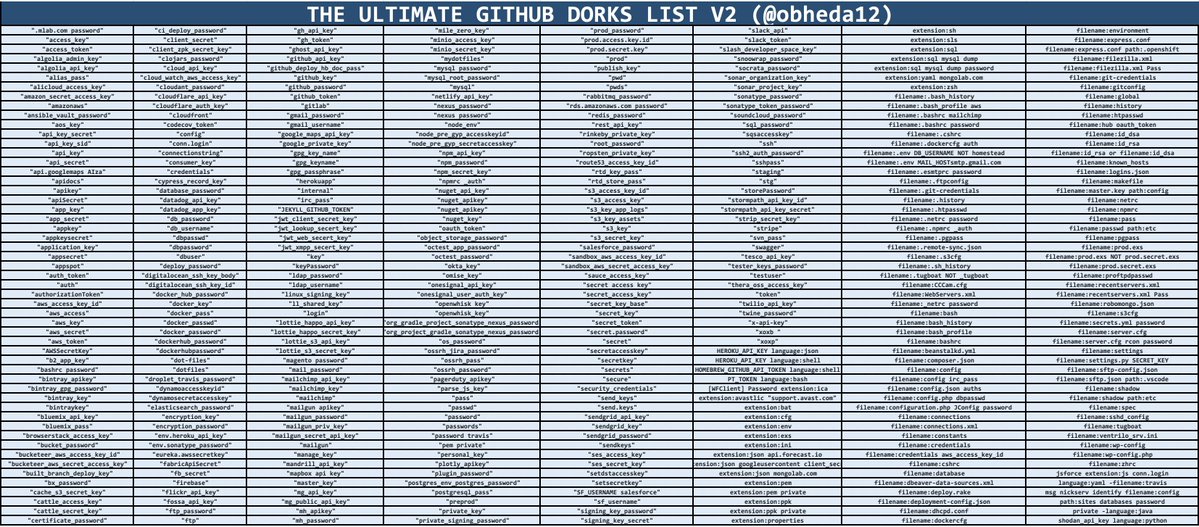 THE ULTIMATE GITHUB DORKS LIST V2 (@obheda12)
".mlab.com password"
"access_key"
"access_token"
"algolia_admin_key"
"algolia_api_key"
"alias_pass"
"alicloud_access_key"
"amazon_secret_access_key"
"amazonaws"
"ansible_vault_password"
"aos_key"
"api_key_secret"
"api_key_sid"
"api_key"
"api_secret"
"api.googlemaps AIza"
"apidocs"
"apikey"
"apiSecret"
"app_key"
"app_secret"
"appkey"
"appkeysecret"
"application_key"
"appsecret"
"appspot"
"auth_token"
"auth"
"authorizationToken"
"aws_access_key_id"
"aws_access"
"aws_key"
"aws_secret"
"aws_token"
"AWSSecretKey"
"b2_app_key"
"bashrc password"
"bintray_apikey"
"bintray_gpg_password"
"bintray_key"
"bintraykey"
"bluemix_api_key"
"bluemix_pass"
"browserstack_access_key"
"bucket_password"
"bucketeer_aws_access_key_id"
"bucketeer_aws_secret_access_key"
"built_branch_deploy_key"
"bx_password"
"cache_s3_secret_key"
"cattle_access_key"
"cattle_secret_key"
"certificate_password"
"ci_deploy_password"
"client_secret"
"client_zpk_secret_key"
"clojars_password"
"cloud_api_key"
"cloud_watch_aws_access_key"
"cloudant_password"
"cloudflare_api_key"
"cloudflare_auth_key"
"cloudfront"
"codecov_token"
"config"
"conn.login"
"connectionstring"
"consumer_key"
"credentials"
"cypress_record_key"
"database_password"
"datadog_api_key"
"datadog_app_key"
"db_password"
"db_username"
"dbpasswd"
"dbpassword"
"dbuser"
"deploy_password"
"digitalocean_ssh_key_body"
"digitalocean_ssh_key_id"
"docker_hub_password"
"docker_key"
"docker_pass"
"docker_passwd"
"docker_password"
"dockerhub_password"
"dockerhubpassword"
"dot-files"
"dotfiles"
"droplet_travis_password"
"dynamoaccesskeyid"
"dynamosecretaccesskey"
"elasticsearch_password"
"encryption_key"
"encryption_password"
"env.heroku_api_key"
"env.sonatype_password"
"eureka.awssecretkey"
"fabricApiSecret"
"fb_secret"
"firebase"
"flickr_api_key"
"fossa_api_key"
"ftp_password"
"ftp"
"gh_api_key"
"gh_token"
"ghost_api_key"
"github_api_key"
"github_deploy_hb_doc_pass"
"github_key"
"github_password"
"github_token"
"gitlab"
"gmail_password"
"gmail_username"
"google_maps_api_key"
"google_private_key"
"gpg_key_name"
"gpg_keyname"
"gpg_passphrase"
"herokuapp"
"internal"
"irc_pass"
"JEKYLL_GITHUB_TOKEN"
"jwt_client_secret_key"
"jwt_lookup_secert_key"
"jwt_web_secert_key"
"jwt_xmpp_secert_key"
"key"
"keyPassword"
"ldap_password"
"ldap_username"
"linux_signing_key"
"ll_shared_key"
"login"
"lottie_happo_api_key"
"lottie_happo_secret_key"
"lottie_s3_api_key"
"lottie_s3_secret_key"
"magento password"
"mail_password"
"mailchimp_api_key"
"mailchimp_key"
"mailchimp"
"mailgun apikey"
"mailgun_password"
"mailgun_priv_key"
"mailgun_secret_api_key"
"mailgun"
"manage_key"
"mandrill_api_key"
"mapbox api key"
"master_key"
"mg_api_key"
"mg_public_api_key"
"mh_apikey"
"mh_password"
"mile_zero_key"
"minio_access_key"
"minio_secret_key"
"mydotfiles"
"mysql password"
"mysql_root_password"
"mysql"
"netlify_api_key"
"nexus password"
"nexus_password"
"node_env"
"node_pre_gyp_accesskeyid"
"node_pre_gyp_secretaccesskey"
"npm_api_key"
"npm_password"
"npm_secret_key"
"npmrc _auth"
"nuget_api_key"
"nuget_apikey"
"nuget_apikey"
"nuget_key"
"oauth_token"
"object_storage_password"
"octest_app_password"
"octest_password"
"okta_key"
"omise_key"
"onesignal_api_key"
"onesignal_user_auth_key"
"openwhisk key"
"openwhisk_key"
"org_gradle_project_sonatype_nexus_password
org_project_gradle_sonatype_nexus_password
"os_password"
"ossrh_jira_password"
"ossrh_pass"
"ossrh_password"
"pagerduty_apikey"
"parse_js_key"
"pass"
"passwd"
"password"
"passwords"
"password travis"
"pem private"
"personal_key"
"plotly_apikey"
"plugin_password"
"postgres_env_postgres_password"
"postgresql_pass"
"preprod"
"private_key"
"private_signing_password"
"prod_password"
"prod.access.key.id"
"prod.secret.key"
"prod"
"publish_key"
"pwd"
"pwds"
"rabbitmq_password"
"rds.amazonaws.com password"
"redis_password"
"rest_api_key"
"rinkeby_private_key"
"root_password"
"ropsten_private_key"
"route53_access_key_id"
"rtd_key_pass"
"rtd_store_pass"
"s3_access_key_id"
"s3_access_key"
"s3_key_app_logs"
"s3_key_assets"
"s3_key"
"s3_secret_key"
"salesforce_password"
"sandbox_aws_access_key_id"
"sandbox_aws_secret_access_key"
"sauce_access_key"
"secret access key"
"secret_access_key"
"secret_key_base"
"secret_key"
"secret_token"
"secret.password"
"secret"
"secretaccesskey"
"secretkey"
"secrets"
"secure"
"security_credentials"
"send_keys"
"send.keys"
"sendgrid_api_key"
"sendgrid_key"
"sendgrid_password"
"sendkeys"
"ses_access_key"
"ses_secret_key"
"setdstaccesskey"
"setsecretkey"
"SF_USERNAME salesforce"
"sf_username"
"signing_key_password"
"signing_key_secret"
"slack_api"
"slack_token"
"slash_developer_space_key"
"snoowrap_password"
"socrata_password"
"sonar_organization_key"
"sonar_project_key"
"sonatype_password"
"sonatype_token_password"
"soundcloud_password"
"sql_password"
"sqsaccesskey"
"ssh"
"ssh2_auth_password"
"sshpass"
"staging"
"stg"
"storePassword"
"stormpath_api_key_id"
"stormpath_api_key_secret"
"strip_secret_key"
"stripe"
"svn_pass"
"swagger"
"tesco_api_key"
"tester_keys_password"
"testuser"
"thera_oss_access_key"
"token"
"twilio_api_key"
"twine_password"
"x-api-key"
"xoxb "
"xoxp"
HEROKU_API_KEY language:json
HEROKU_API_KEY language:shell
HOMEBREW_GITHUB_API_TOKEN language:shell
PT_TOKEN language:bash
[WFClient] Password extension:ica
extension:avastlic "support.avast.com"
extension:bat
extension:cfg
extension:env
extension:exs
extension:ini
extension:json api.forecast.io
ension:json googleusercontent client_sec
extension:json mongolab.com
extension:pem
extension:pem private
extension:ppk
extension:ppk private
extension:properties
extension:sh
extension:sls
extension:sql
extension:sql mysql dump
extension:sql mysql dump password
extension:yaml mongolab.com
extension:zsh
filename:.bash_history
filename:.bash_profile aws
filename:.bashrc mailchimp
filename:.bashrc password
filename:.cshrc
filename:.dockercfg auth
filename:.env DB_USERNAME NOT homestead
filename:.env MAIL_HOST=smtp.gmail.com
filename:.esmtprc password
filename:.ftpconfig
filename:.git-credentials
filename:.history
filename:.htpasswd
filename:.netrc password
filename:.npmrc _auth
filename:.pgpass
filename:.remote-sync.json
filename:.s3cfg
filename:.sh_history
filename:.tugboat NOT _tugboat
filename:CCCam.cfg
filename:WebServers.xml
filename:_netrc password
filename:bash
filename:bash_history
filename:bash_profile
filename:bashrc
filename:beanstalkd.yml
filename:composer.json
filename:config
filename:config irc_pass
filename:config.json auths
filename:config.php dbpasswd
filename:configuration.php JConfig password
filename:connections
filename:connections.xml
filename:constants
filename:credentials
filename:credentials aws_access_key_id
filename:cshrc
filename:database
filename:dbeaver-data-sources.xml
filename:deploy.rake
filename:deployment-config.json
filename:dhcpd.conf
filename:dockercfg
filename:environment
filename:express.conf
filename:express.conf path:.openshift
filename:filezilla.xml
filename:filezilla.xml Pass
filename:git-credentials
filename:gitconfig
filename:global
filename:history
filename:htpasswd
filename:hub oauth_token
filename:id_dsa
filename:id_rsa
filename:id_rsa or filename:id_dsa
filename:known_hosts
filename:logins.json
filename:makefile
filename:master.key path:config
filename:netrc
filename:npmrc
filename:pass
filename:passwd path:etc
filename:pgpass
filename:prod.exs
filename:prod.exs NOT prod.secret.exs
filename:prod.secret.exs
filename:proftpdpasswd
filename:recentservers.xml
filename:recentservers.xml Pass
filename:robomongo.json
filename:s3cfg
filename:secrets.yml password
filename:server.cfg
filename:server.cfg rcon password
filename:settings
filename:settings.py SECRET_KEY
filename:sftp-config.json
filename:sftp.json path:.vscode
filename:shadow
filename:shadow path:etc
filename:spec
filename:sshd_config
filename:tugboat
filename:ventrilo_srv.ini
filename:wp-config
filename:wp-config.php
filename:zhrc
jsforce extension:js conn.login
language:yaml -filename:travis
msg nickserv identify filename:config
path:sites databases password
private -language:java
shodan_api_key language:python